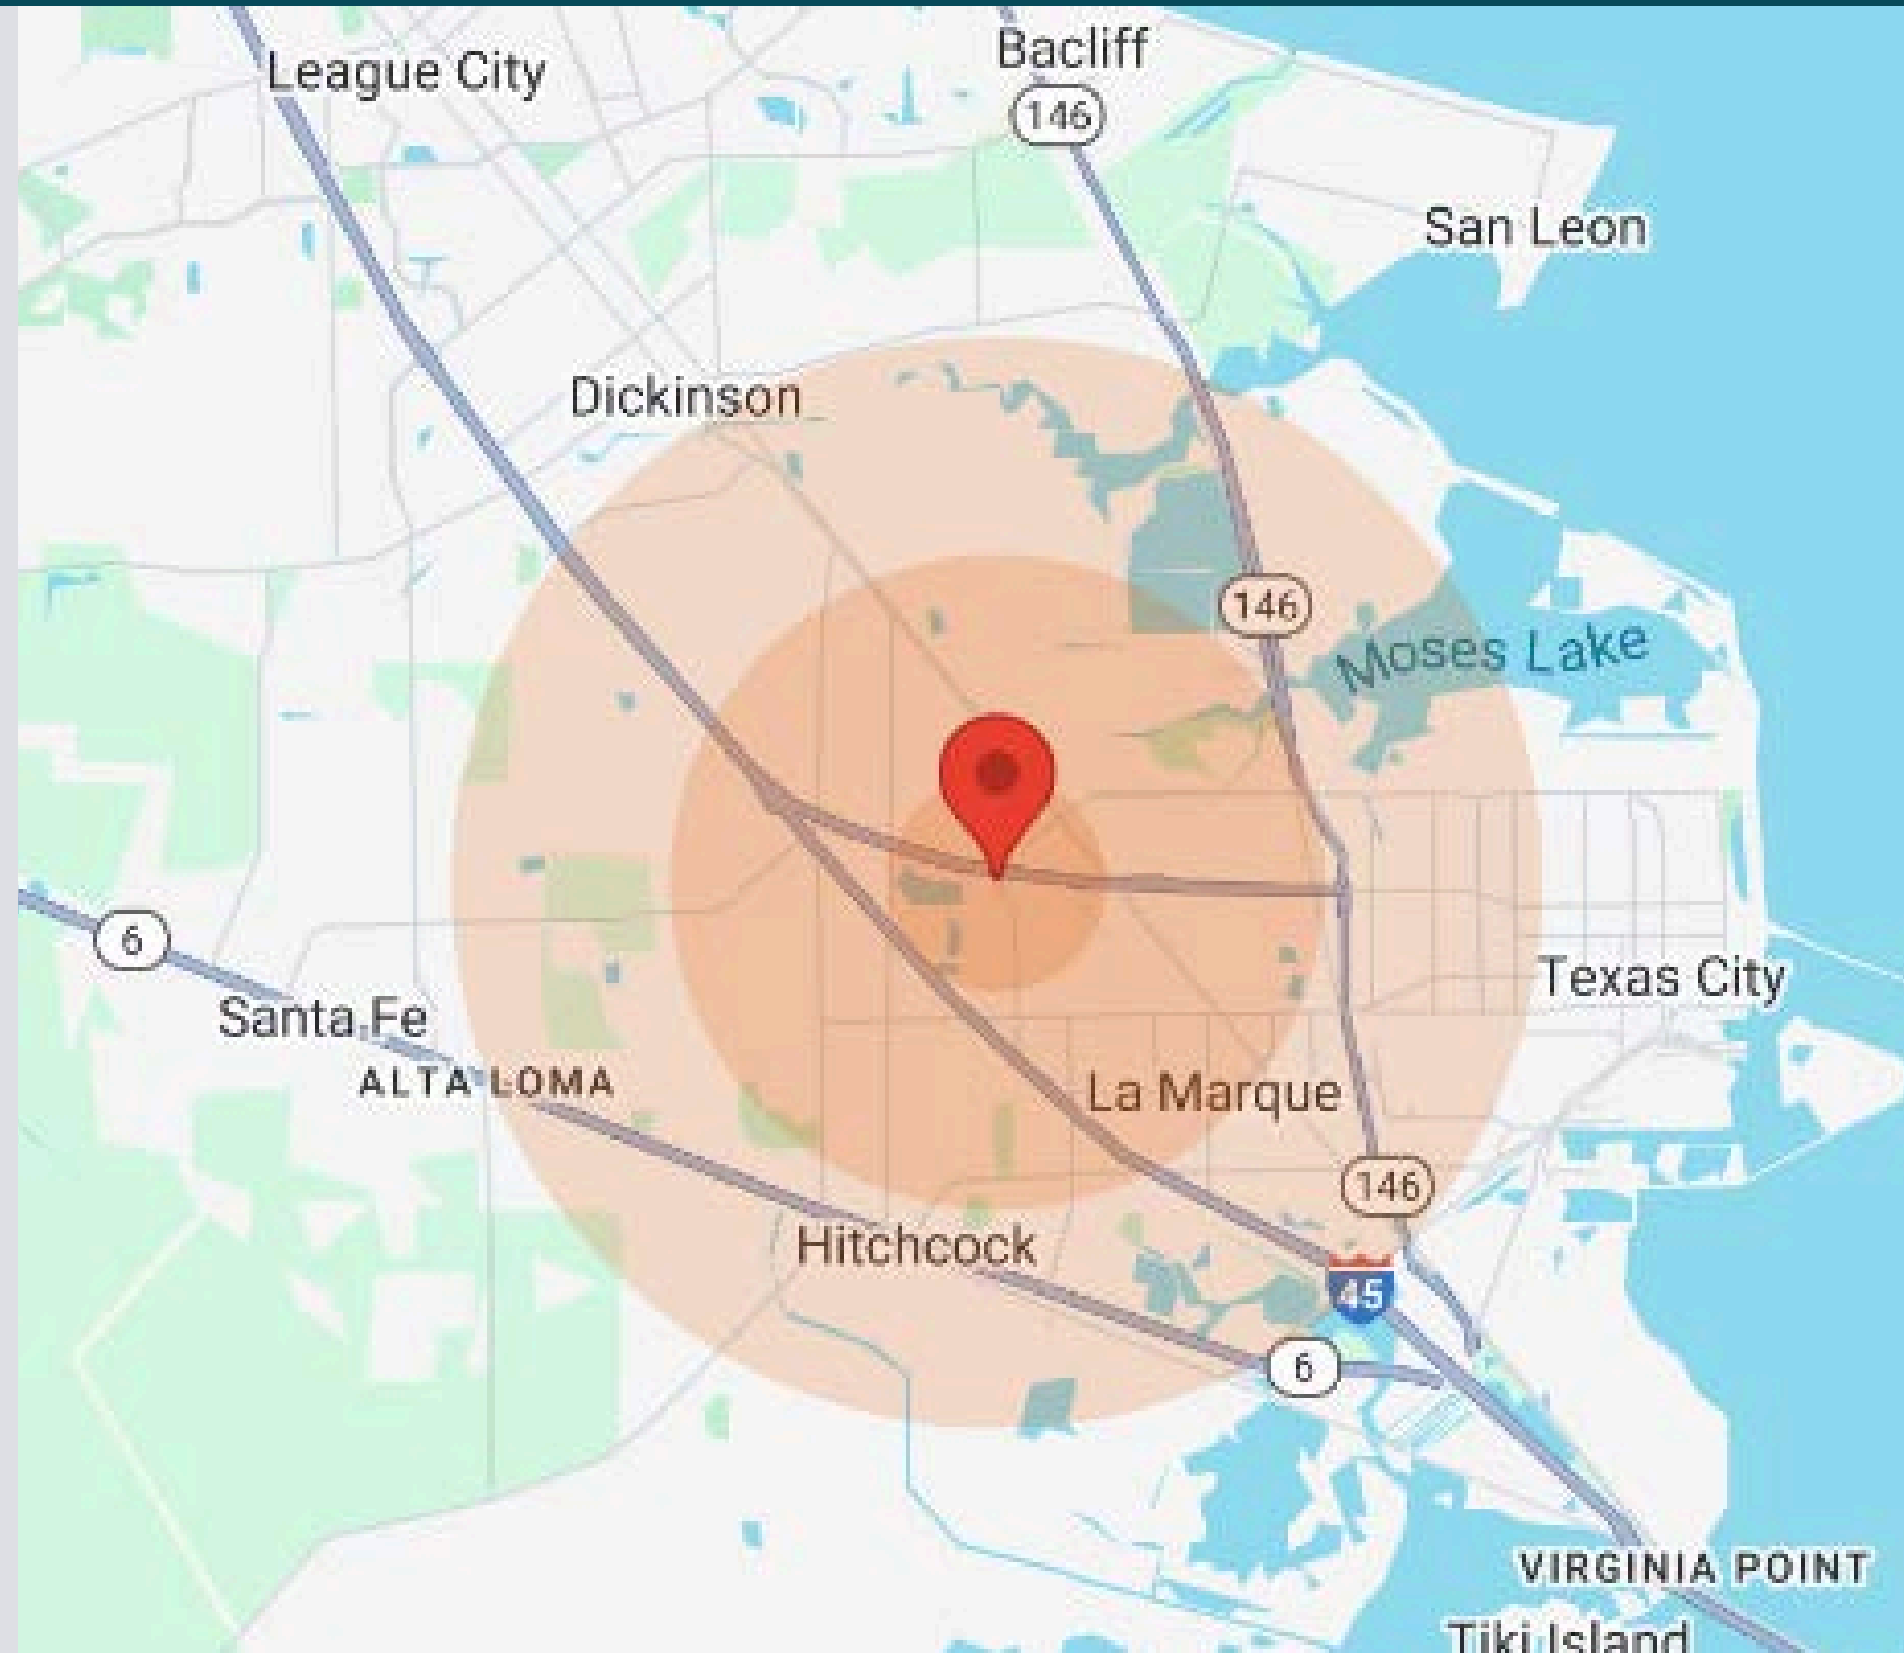 League City
Bacliff
146
San Leon
Dickinson
146
Moses Lake
6
Santa Fe
Texas City
ALTA LOMA
La Marque
146
Hitchcock
45
6
VIRGINIA POINT
Tiki Island